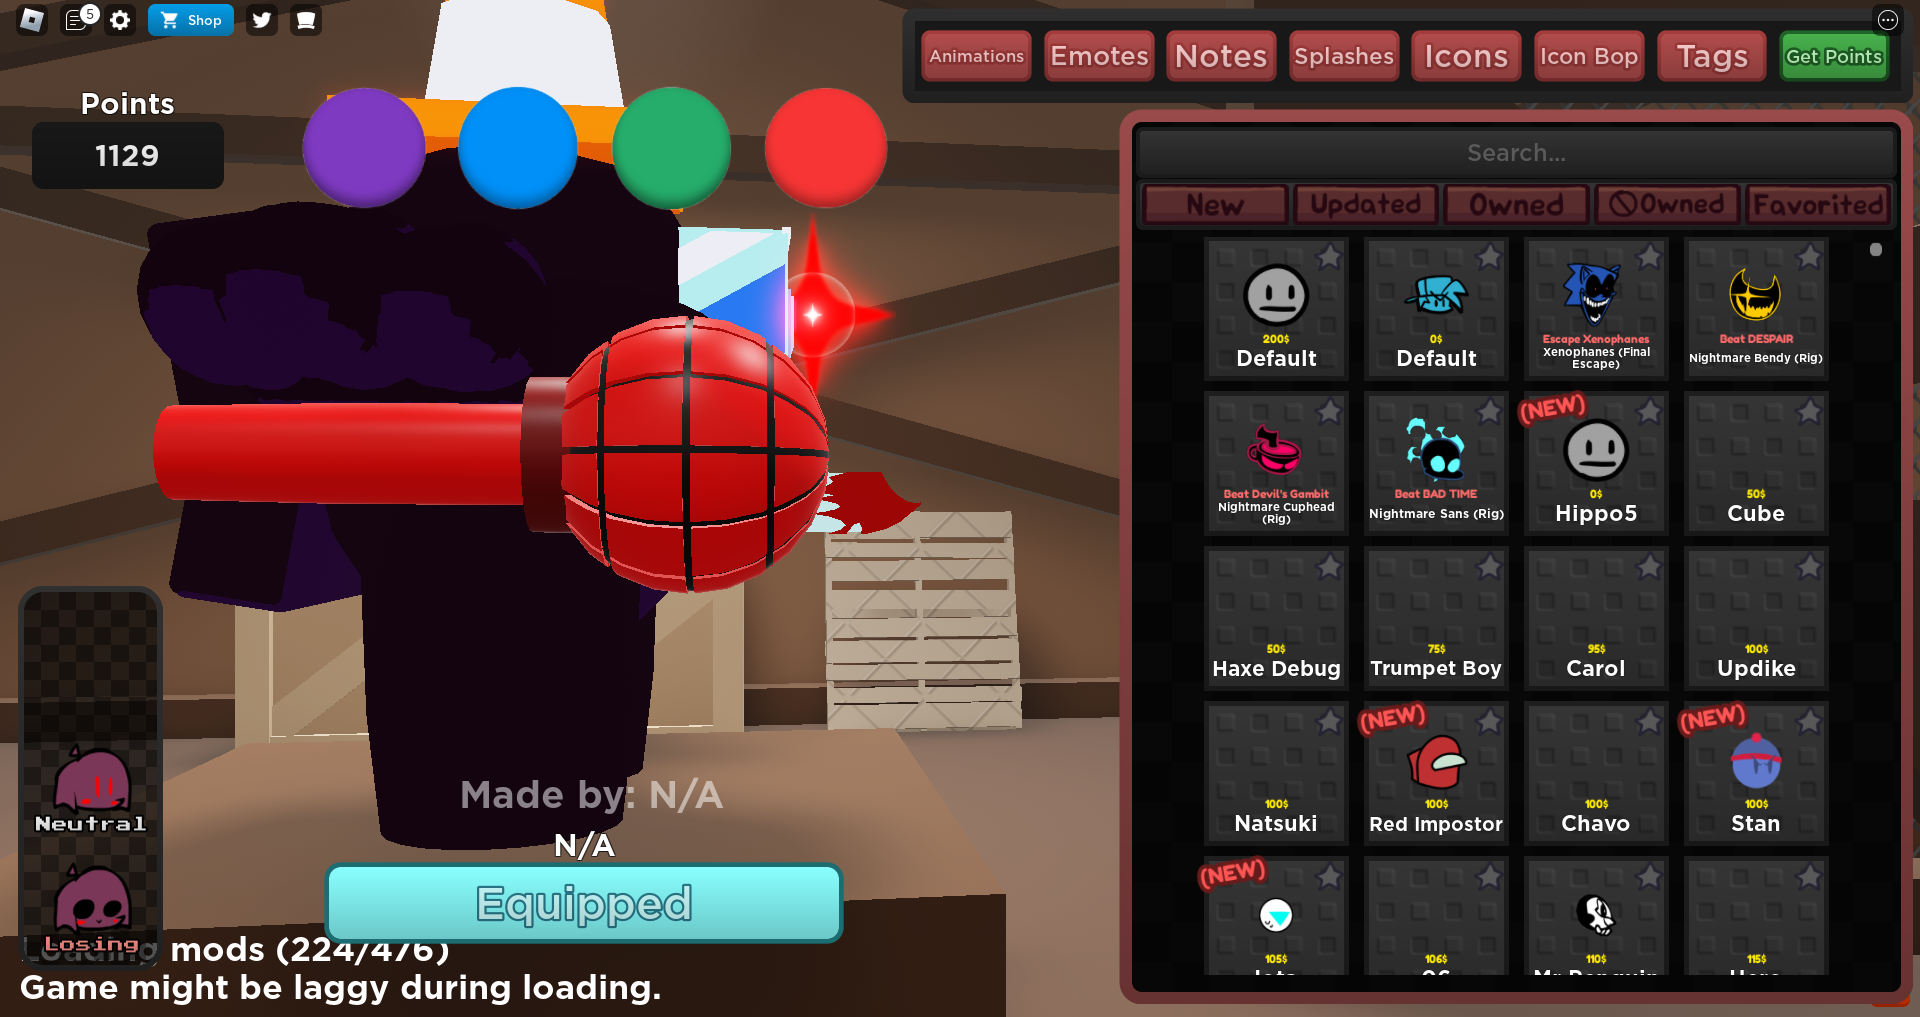 5
Shop
Animations
Emotes
Notes
Splashes
Icons
Icon Bop
Tags
Get Points
Points
1129
Search...
New
Updated
Owned
Owned
Favorited
200$
Default
0$
Default
Escape Xenophanes
Xenophanes (Final
Escape)
Beat DESPAIR
Nightmare Bendy (Rig)
Beat Devil's Gambit
Nightmare Cuphead
(Rig)
Beat BAD TIME
Nightmare Sans (Rig)
(NEW)
0$
Hippo5
50$
Cube
50$
Haxe Debug
75$
Trumpet Boy
95$
Carol
100$
Updike
100$
Natsuki
(NEW)
100$
Red Impostor
100$
Chavo
(NEW)
100$
Stan
(NEW)
105$
106$
110$
Mr Penguin
115$
Neutral
Losing
Made by: N/A
N/A
Equipped
Loading mods (224/476)
Game might be laggy during loading.